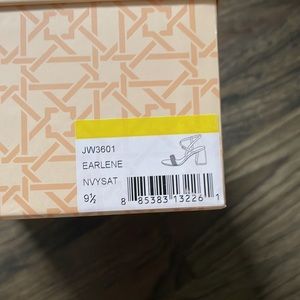 JW3601
EARLENE
NVYSAT
9½
8 85383 13226 1